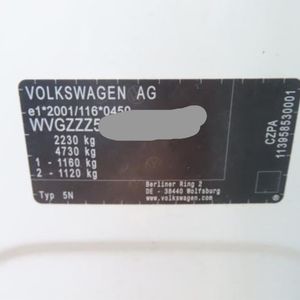 VOLKSWAGEN AG
e1*2001/116*0450
WVGZZZ5
2230 kg
4730 kg
1 - 1160 kg
2 - 1120 kg
Typ 5N
Berliner Ring 2
DE - 38440 Wolfsburg
www.volkswagen.com
CZPA
113958530001